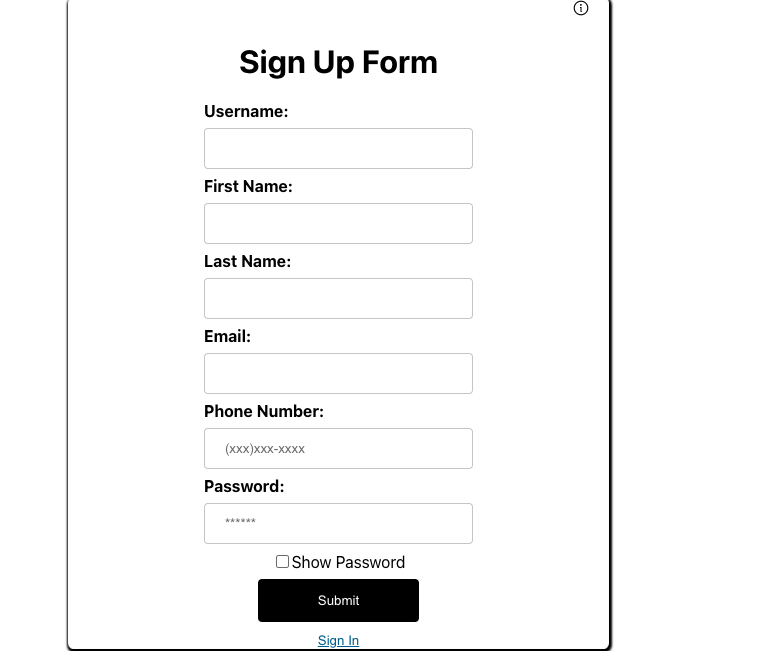 Sign Up Form
Username:
First Name:
Last Name:
Email:
Phone Number:
(xxx)xxx-xxxx
Password:
******
Show Password
Submit
Sign In